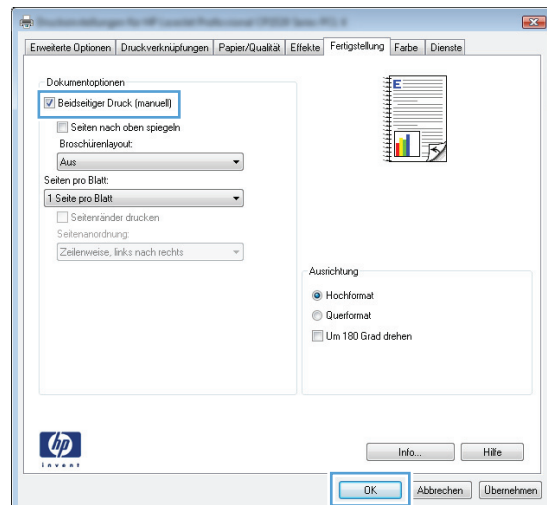 Erweiterte Optionen Druckverknüpfungen Papier/Qualität Effekte Fertigstellung Farbe Dienste
Dokumentoptionen
Beidseitiger Druck (manuell)
Seiten nach oben spiegeln
Broschürenlayout:
Aus
Seiten pro Blatt:
1 Seite pro Blatt
Seitenränder drucken
Seitenanordnung:
Zeilenweise, links nach rechts
E
Ausrichtung
Hochformat
Querformat
Um 180 Grad drehen
hp
invent
Info... Hilfe
OK Abbrechen Übernehmen